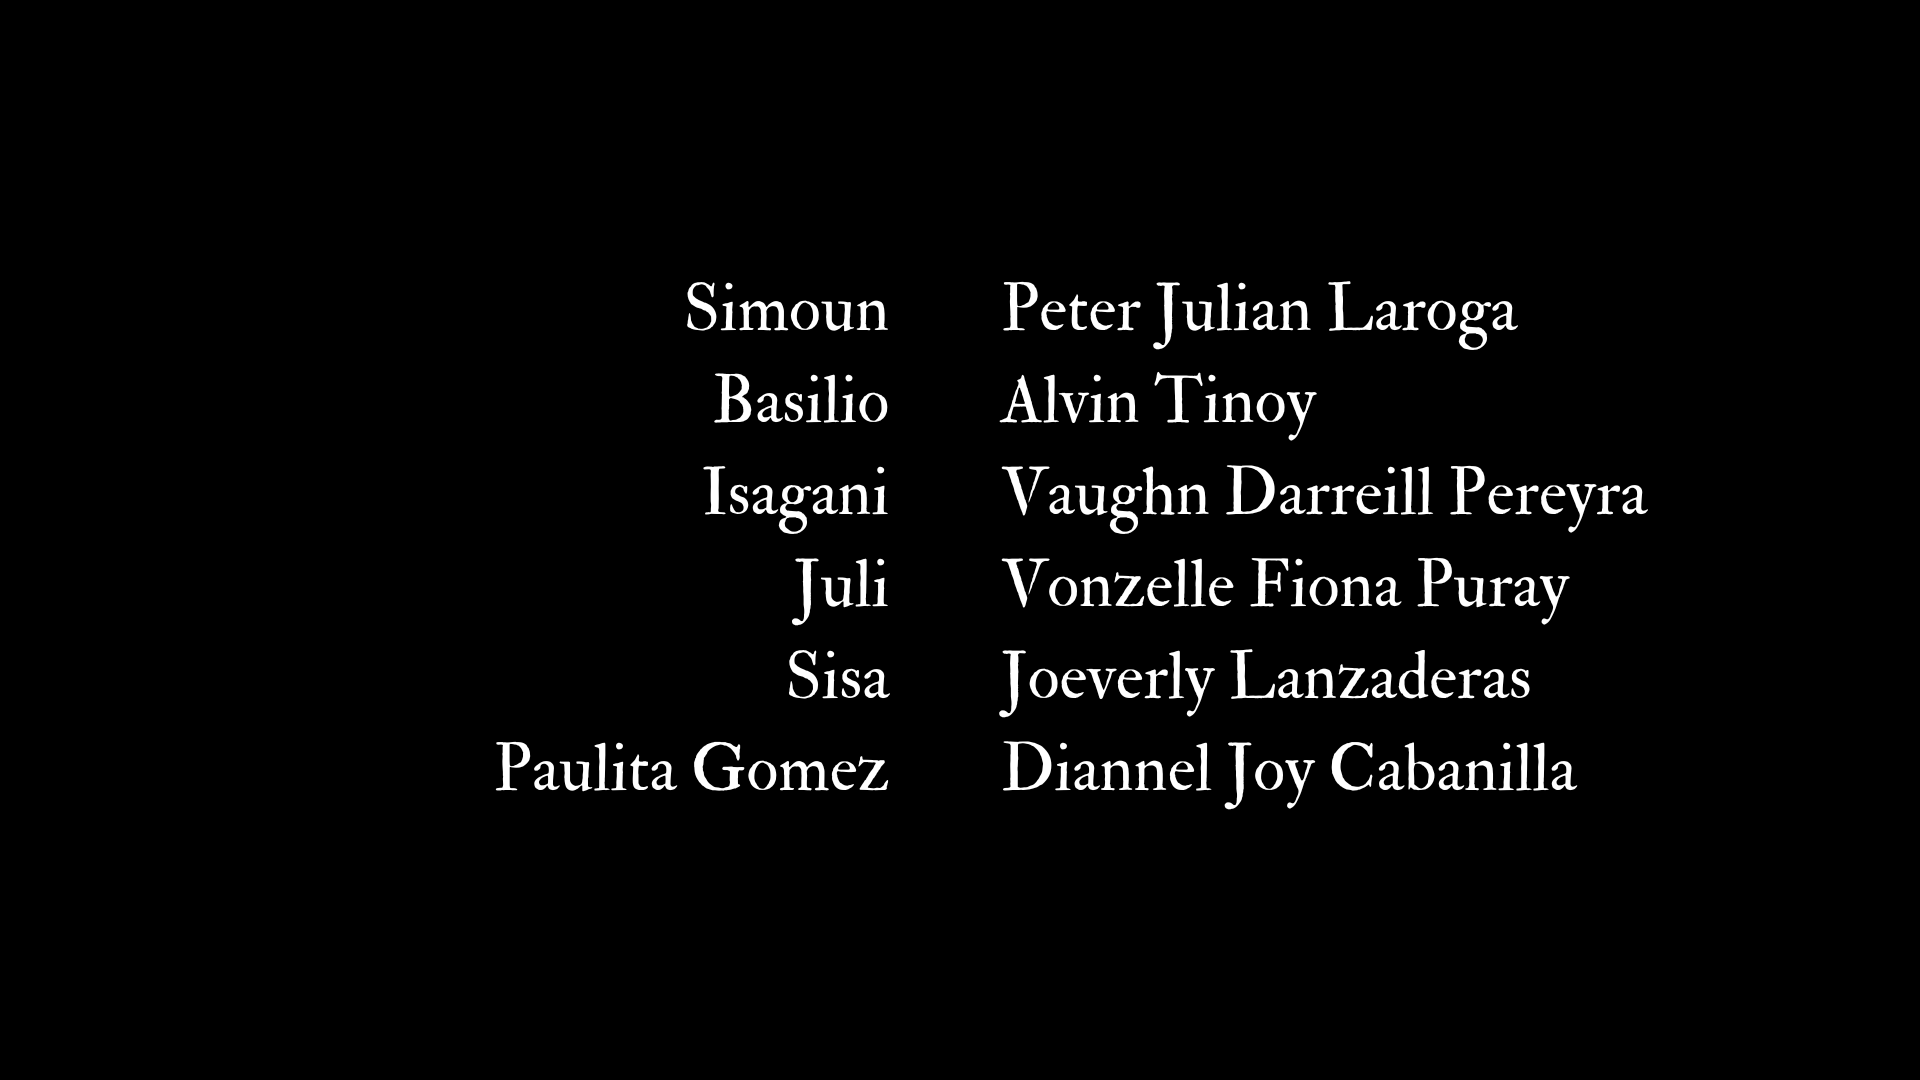 Simoun Peter Julian Laroga
Basilio Alvin Tinoy
Isagani Vaughn Darreill Pereyra
Juli Vonzelle Fiona Puray
Sisa Joeverly Lanzaderas
Paulita Gomez Diannel Joy Cabanilla